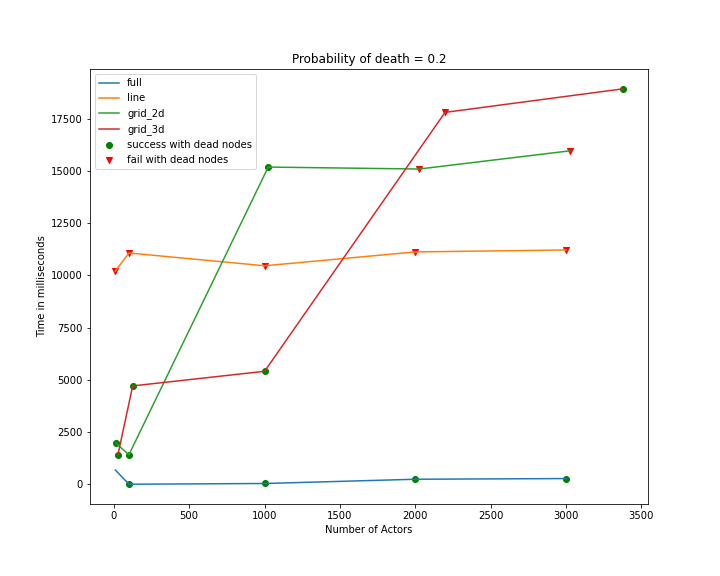 Probability of death = 0.2
full
line
grid_2d
grid_3d
success with dead nodes
fail with dead nodes
Time in milliseconds
17500
15000
12500
10000
7500
5000
2500
0
0 500 1000 1500 2000 2500 3000 3500
Number of Actors